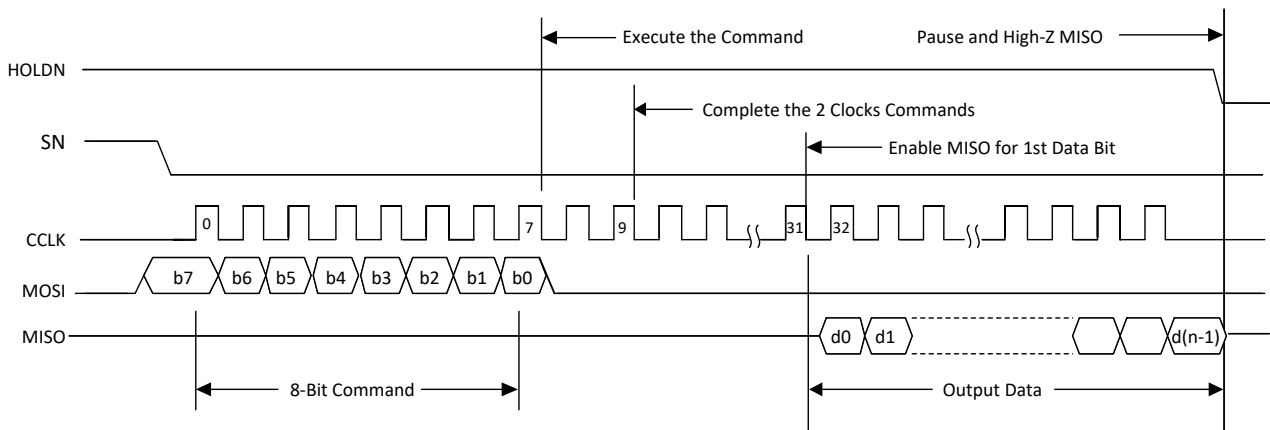 Execute the Command
Pause and High-Z MISO
HOLDN
Complete the 2 Clocks Commands
SN
Enable MISO for 1st Data Bit
CCLK
0
7
9
31
32
MOSI
b7
b6
b5
b4
b3
b2
b1
b0
MISO
d0
d1
d(n-1)
8-Bit Command
Output Data